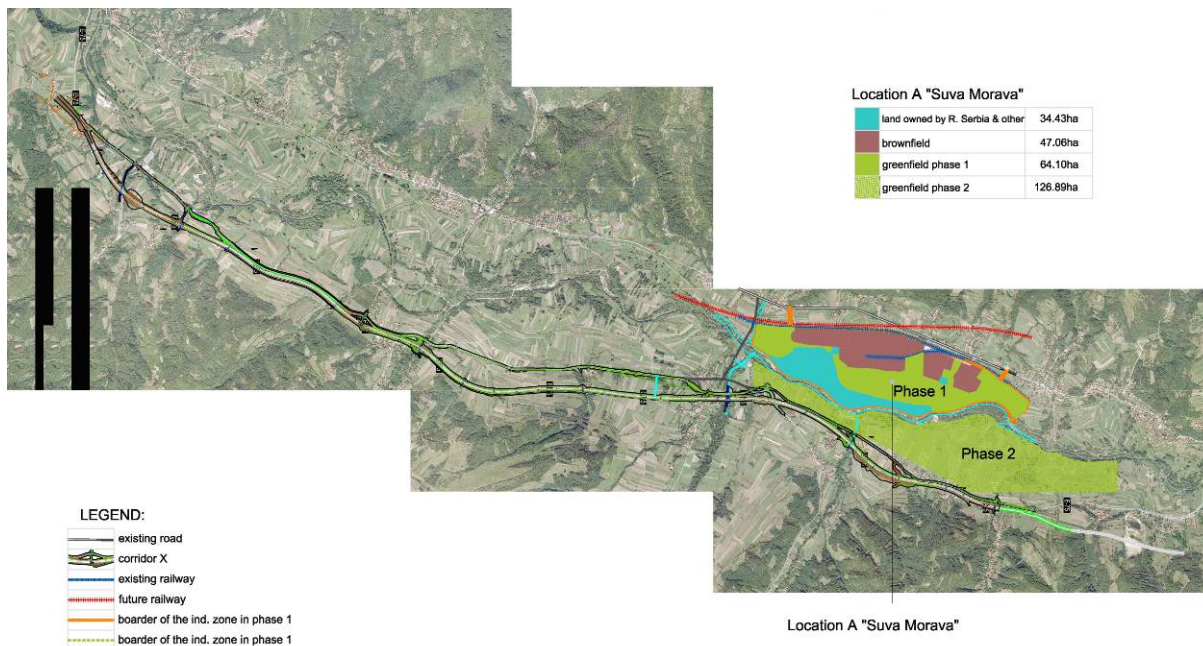 Location A "Suva Morava"
land owned by R. Serbia & other 34.43ha
brownfield 47.06ha
greenfield phase 1 64.10ha
greenfield phase 2 126.89ha
Phase 1
Phase 2
E-75
LEGEND:
existing road
corridor X
existing railway
future railway
boarder of the ind. zone in phase 1
boarder of the ind. zone in phase 1
Location A "Suva Morava"